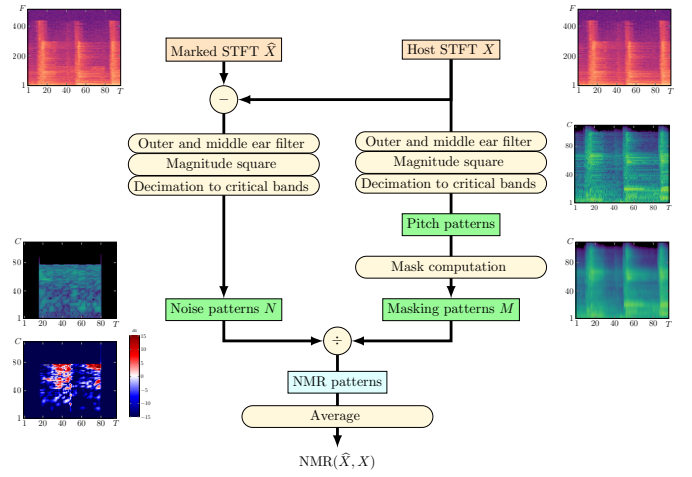 F
400
200
1
1 20 40 60 80 T
Marked STFT X̂
Host STFT X
F
400
200
1
1 20 40 60 80 T
−
Outer and middle ear filter
Magnitude square
Decimation to critical bands
Outer and middle ear filter
Magnitude square
Decimation to critical bands
C
80
40
1
1 20 40 60 80 T
Pitch patterns
Mask computation
C
80
40
1
1 20 40 60 80 T
Noise patterns N
Masking patterns M
C
80
40
1
1 20 40 60 80 T
÷
C
80
40
1
1 20 40 60 80 T
dB
15
10
5
0
−5
−10
−15
NMR patterns
Average
NMR(X̂, X)